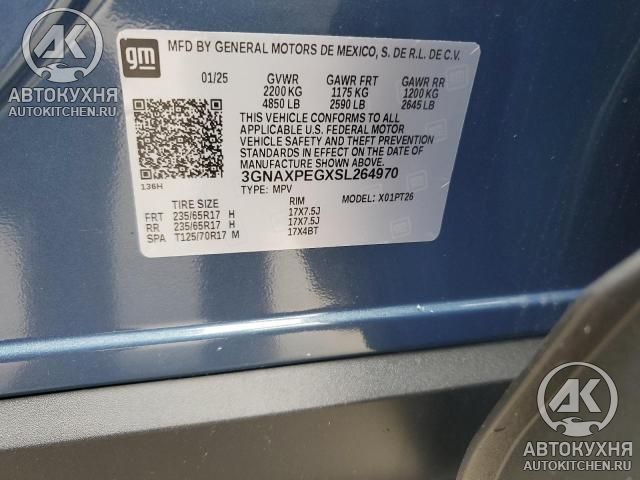 AK
АВТОКУХНЯ
AUTOKITCHEN.RU
gm
MFD BY GENERAL MOTORS DE MEXICO, S. DE R.L. DE C.V.
01/25 GVWR GAWR FRT GAWR RR
2200 KG 1175 KG 1200 KG
4850 LB 2590 LB 2645 LB
THIS VEHICLE CONFORMS TO ALL
APPLICABLE U.S. FEDERAL MOTOR
VEHICLE SAFETY AND THEFT PREVENTION
STANDARDS IN EFFECT ON THE DATE OF
MANUFACTURE SHOWN ABOVE.
3GNAXPEGXSL264970
136H
TYPE: MPV MODEL: X01PT26
TIRE SIZE RIM
FRT 235/65R17 H 17X7.5J
RR 235/65R17 H 17X7.5J
SPA T125/70R17 M 17X4BT
AK
АВТОКУХНЯ
AUTOKITCHEN.RU